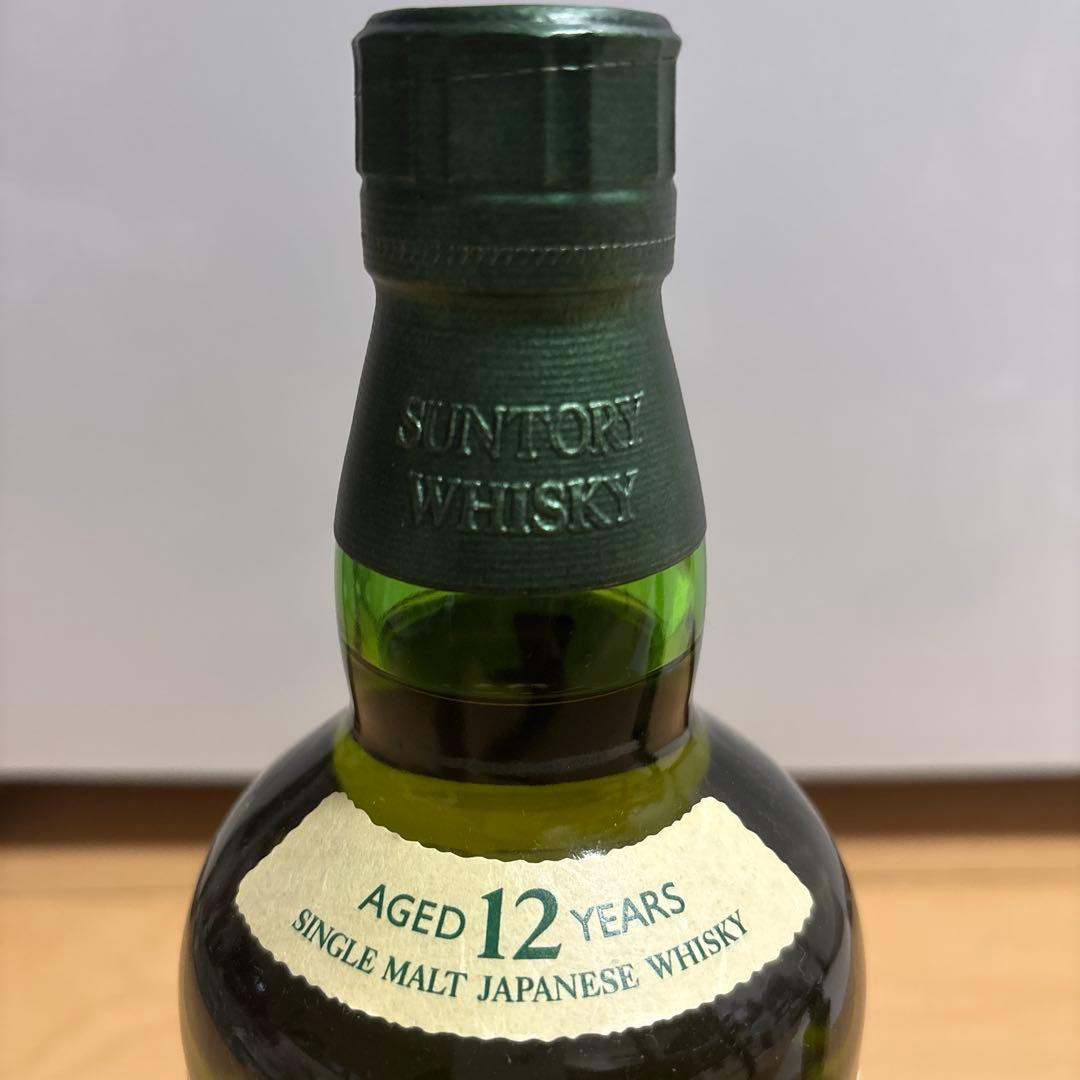 SUNTORY
WHISKY
AGED 12 YEARS
SINGLE MALT JAPANESE WHISKY